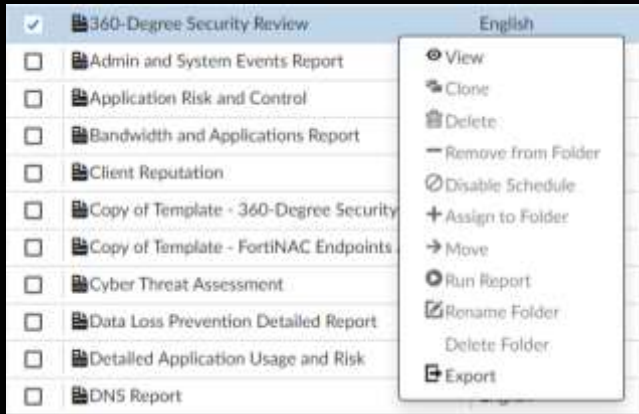 360-Degree Security Review English
Admin and System Events Report
Application Risk and Control
Bandwidth and Applications Report
Client Reputation
Copy of Template - 360-Degree Security
Copy of Template - FortiNAC Endpoints
Cyber Threat Assessment
Data Loss Prevention Detailed Report
Detailed Application Usage and Risk
DNS Report
View
Clone
Delete
Remove from Folder
Disable Schedule
Assign to Folder
Move
Run Report
Rename Folder
Delete Folder
Export